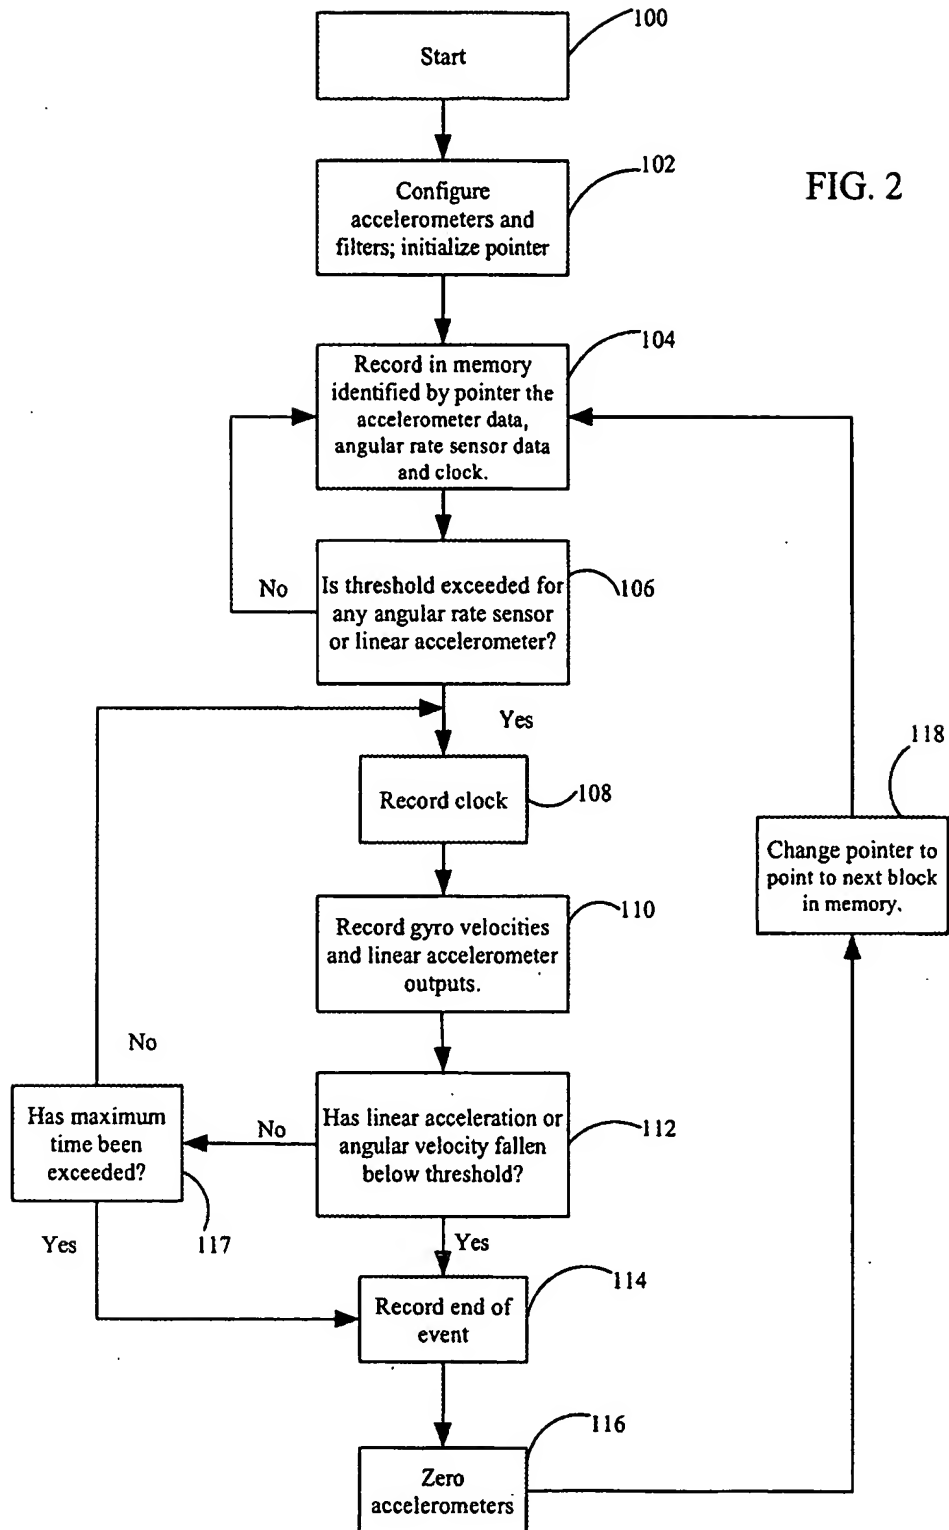 100
Start
102
FIG. 2
Configure
accelerometers and
filters; initialize pointer
104
Record in memory
identified by pointer the
accelerometer data,
angular rate sensor data
and clock.
No
Is threshold exceeded for
any angular rate sensor
or linear accelerometer?
106
Yes
118
Record clock
108
Change pointer to
point to next block
in memory.
110
Record gyro velocities
and linear accelerometer
outputs.
No
Has maximum
time been
exceeded?
No
Has linear acceleration or
angular velocity fallen
below threshold?
112
117
Yes
Yes
114
Record end of
event
116
Zero
accelerometers